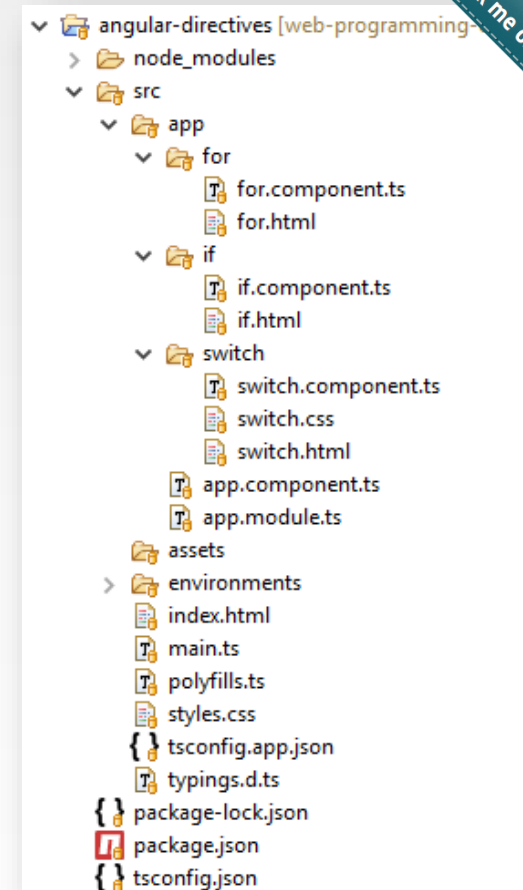 angular-directives [web-programming-
me
node_modules
src
app
for
for.component.ts
for.html
if
if.component.ts
if.html
switch
switch.component.ts
switch.css
switch.html
app.component.ts
app.module.ts
assets
environments
index.html
main.ts
polyfills.ts
styles.css
tsconfig.app.json
typings.d.ts
package-lock.json
package.json
tsconfig.json